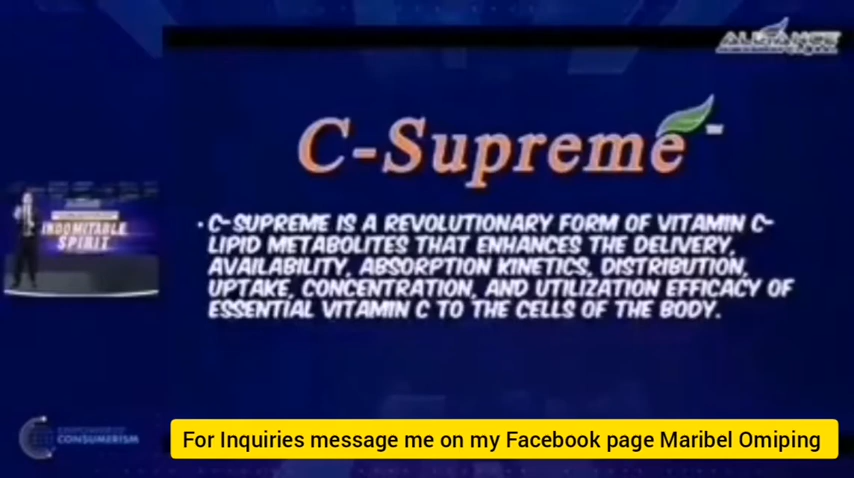 ALLIANCE
C-Supreme
• C-SUPREME IS A REVOLUTIONARY FORM OF VITAMIN C-
LIPID METABOLITES THAT ENHANCES THE DELIVERY,
AVAILABILITY, ABSORPTION KINETICS, DISTRIBUTION,
UPTAKE, CONCENTRATION, AND UTILIZATION EFFICACY OF
ESSENTIAL VITAMIN C TO THE CELLS OF THE BODY.
INDOMITABLE
SPIRIT
CONSUMERISM
For Inquiries message me on my Facebook page Maribel Omiping